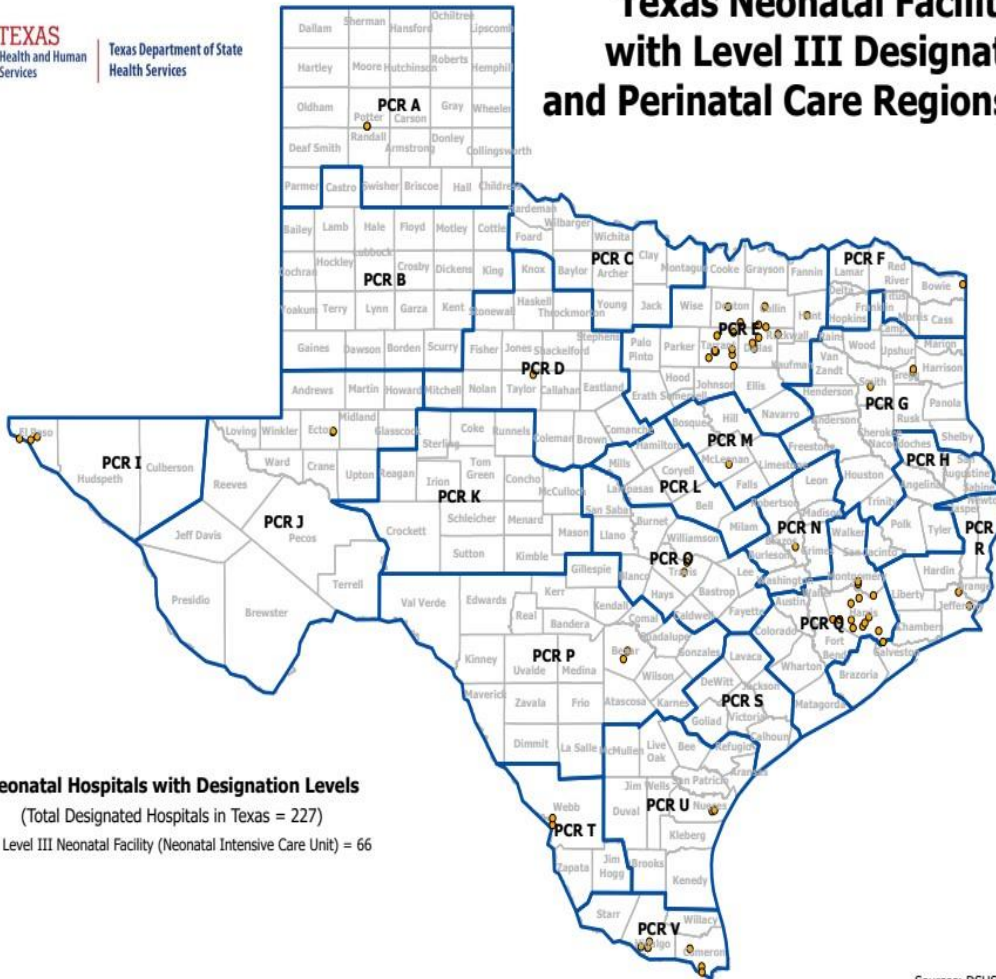 TEXAS
Health and Human
Services
Texas Department of State
Health Services
Texas Neonatal Facilit
with Level III Designat
and Perinatal Care Regions
Dallam Sherman Hansford Ochiltree Lipscomb
Hartley Moore Hutchinson Roberts Hemphill
Oldham Potter PCR A Carson Gray Wheeler
Deaf Smith Randall Armstrong Donley Collingsworth
Parmer Castro Swisher Briscoe Hall Childress
Bailey Lamb Hale Floyd Motley Cottle Hardeman Foard Wilbarger Wichita
Cochran Hockley Lubbock PCR B Crosby Dickens King Knox Baylor PCR C Archer Clay Montague Cooke Grayson Fannin PCR F Lamar Red River Bowie
Yoakum Terry Lynn Garza Kent Stonewall Haskell Throckmorton Young Jack Wise Denton Collin Hunt Delta Hopkins Franklin Titus Morris Cass Camp
Gaines Dawson Borden Scurry Fisher Jones Shackelford Stephens Palo Pinto Parker Tarrant PCR E Dallas Rockwall Kaufman Rains Van Zandt Wood Upshur Marion Harrison Gregg
Andrews Martin Howard Mitchell Nolan Taylor PCR D Callahan Eastland Erath Hood Somervell Johnson Ellis Navarro Henderson Smith PCR G Rusk Panola
El Paso Hudspeth PCR I Culberson Loving Winkler Ector Midland Glasscock Sterling Coke Runnels Coleman Brown Comanche Hamilton Bosque Hill PCR M McLennan Limestone Freestone Anderson Cherokee Nacogdoches Shelby PCR H San Augustine Sabine Angelina
Reeves Ward Crane Upton Reagan Irion Tom Green Concho McCulloch San Saba Mills Lampasas Coryell PCR L Bell Falls Robertson Leon Madison Houston Trinity Polk Tyler Jasper Newton PCR R
Jeff Davis PCR J Pecos Crockett PCR K Schleicher Menard Mason Llano Burnet Williamson Milam Burleson Brazos PCR N Grimes Walker San Jacinto Hardin Orange
Presidio Brewster Terrell Sutton Kimble Gillespie Blanco PCR O Travis Hays Bastrop Lee Fayette Caldwell Washington Austin Waller Montgomery Liberty Jefferson Chambers
Val Verde Edwards Real Kerr Bandera Kendall Comal Guadalupe Gonzales Colorado PCR Q Harris Fort Bend Galveston Brazoria
Kinney Uvalde PCR P Medina Bexar Wilson Karnes DeWitt Lavaca Jackson Wharton Matagorda
Maverick Zavala Frio Atascosa Goliad PCR S Victoria Calhoun
Dimmit La Salle McMullen Live Oak Bee Refugio Aransas
Webb PCR T Duval Jim Wells PCR U San Patricio Nueces Kleberg
Zapata Jim Hogg Brooks Kenedy
Starr PCR V Hidalgo Willacy Cameron
eonatal Hospitals with Designation Levels
(Total Designated Hospitals in Texas = 227)
Level III Neonatal Facility (Neonatal Intensive Care Unit) = 66